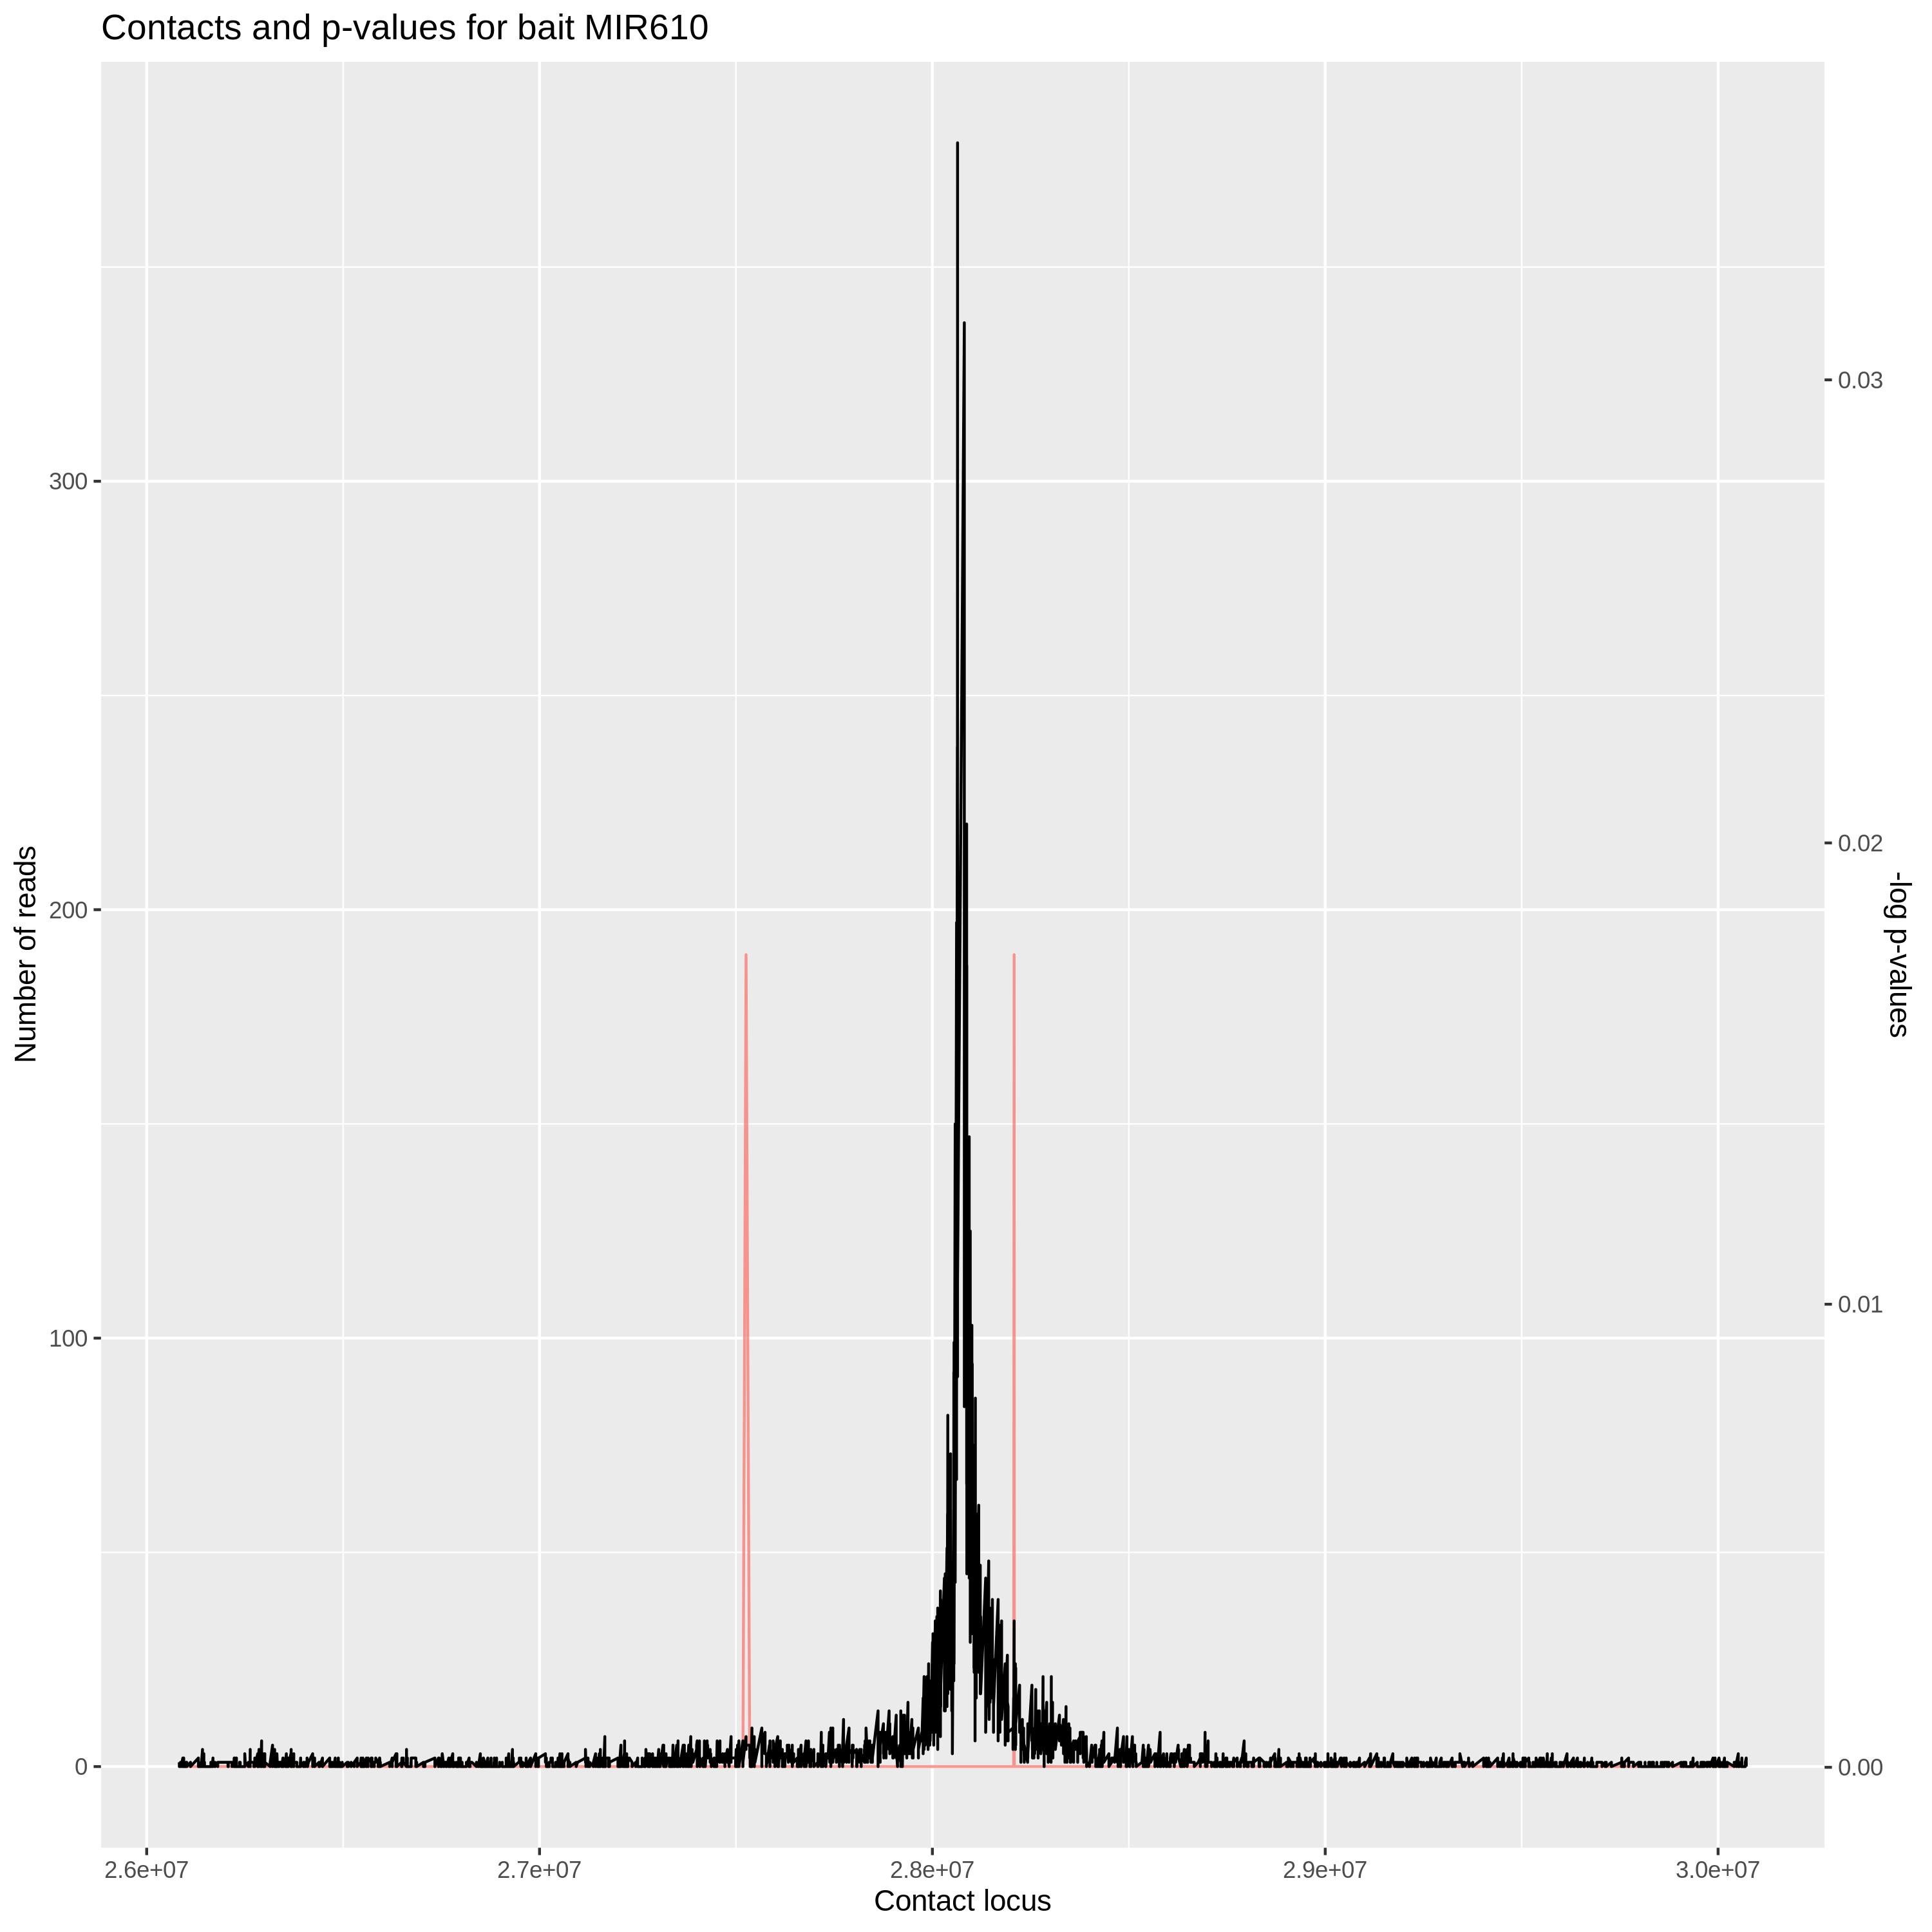 Contacts and p-values for bait MIR610
Number of reads
300
200
100
0
0.03
0.02
0.01
0.00
-log p-values
2.6e+07
2.7e+07
2.8e+07
2.9e+07
3.0e+07
Contact locus